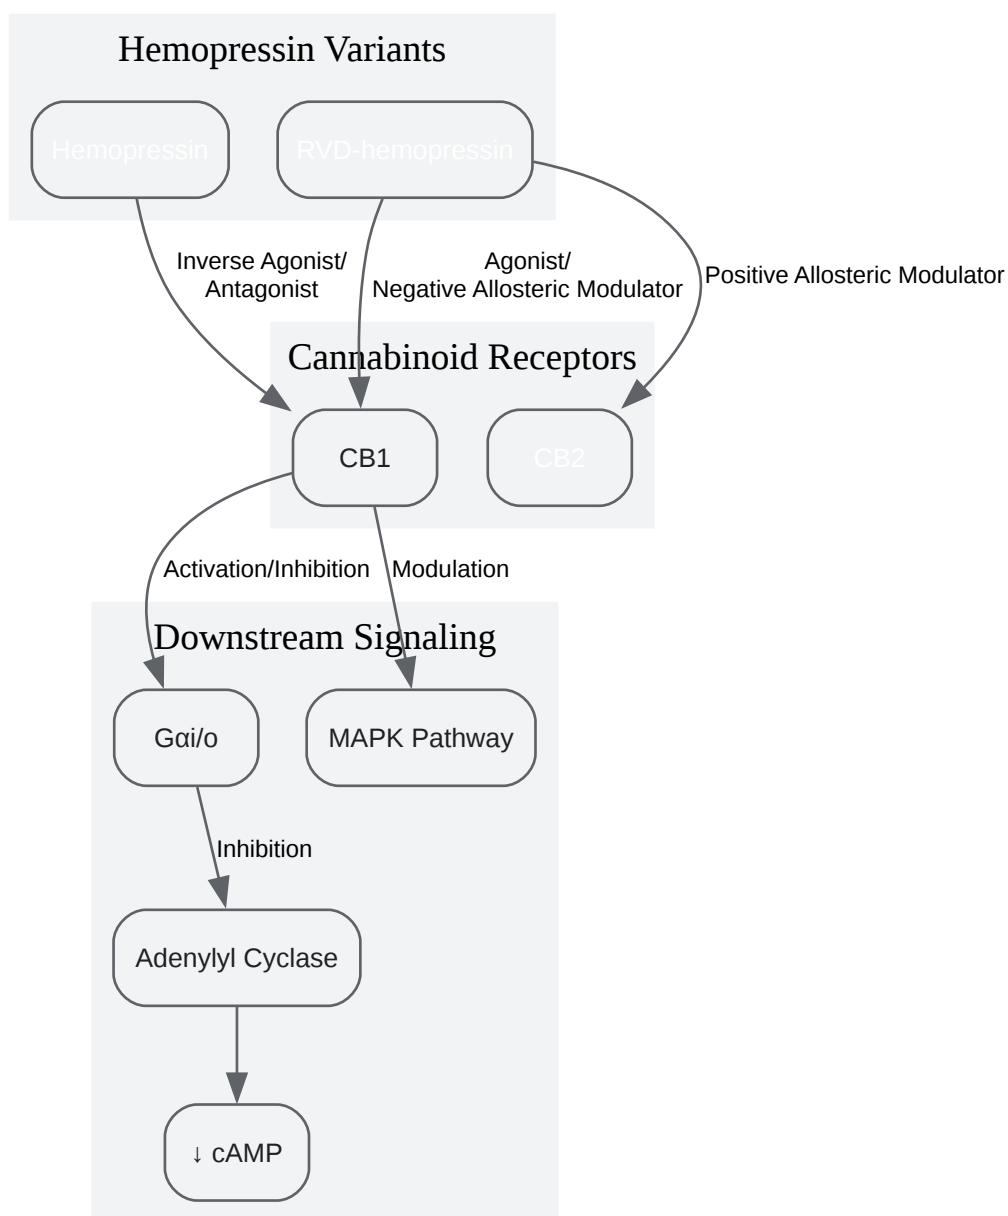 Hemopressin Variants
Hemopressin
RVD-hemopressin
Inverse Agonist/
Antagonist
Agonist/
Negative Allosteric Modulator
Positive Allosteric Modulator
Cannabinoid Receptors
CB1
CB2
Activation/Inhibition
Modulation
Downstream Signaling
Gαi/o
MAPK Pathway
Inhibition
Adenylyl Cyclase
↓ cAMP